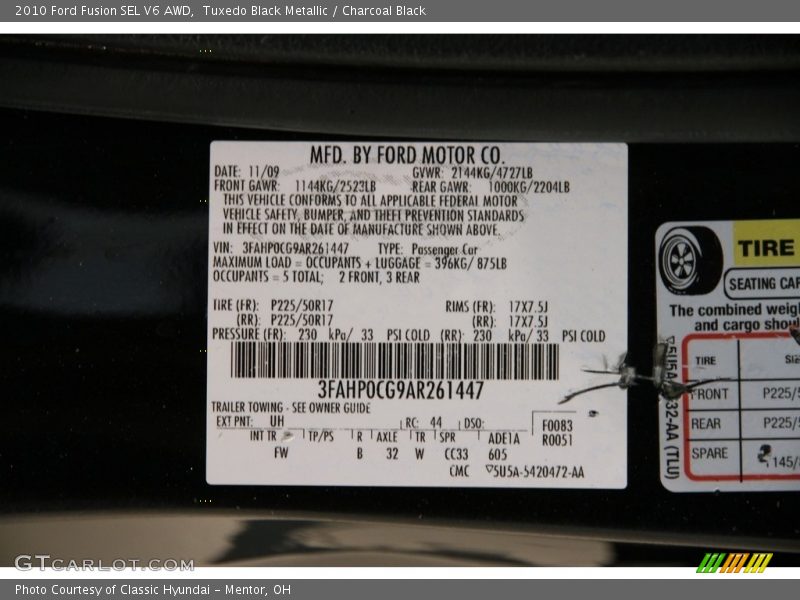 2010 Ford Fusion SEL V6 AWD, Tuxedo Black Metallic / Charcoal Black
MFD. BY FORD MOTOR CO.
DATE: 11/09 GVWR: 2144KG/4727LB
FRONT GAWR: 1144KG/2523LB REAR GAWR: 1000KG/2204LB
THIS VEHICLE CONFORMS TO ALL APPLICABLE FEDERAL MOTOR
VEHICLE SAFETY, BUMPER, AND THEFT PREVENTION STANDARDS
IN EFFECT ON THE DATE OF MANUFACTURE SHOWN ABOVE.
VIN: 3FAHP0CG9AR261447 TYPE: Passenger Car
MAXIMUM LOAD = OCCUPANTS + LUGGAGE = 396KG/ 875LB
OCCUPANTS = 5 TOTAL; 2 FRONT, 3 REAR
TIRE (FR): P225/50R17 RIMS (FR): 17X7.5J
(RR): P225/50R17 (RR): 17X7.5J
PRESSURE (FR): 230 kPa/ 33 PSI COLD (RR): 230 kPa/ 33 PSI COLD
3FAHP0CG9AR261447
TRAILER TOWING - SEE OWNER GUIDE
EXT PNT: UH RC: 44 DSO: F0083
INT TR TP/PS R AXLE TR SPR ADE1A R0051
FW B 32 W CC33 605
CMC ▽5U5A-5420472-AA
TIRE
SEATING CAP
The combined weig
and cargo shou
TIRE SIZ
FRONT P225/5
REAR P225/5
SPARE 145/
32-AA (TLU)
GTCARLOT.COM
Photo Courtesy of Classic Hyundai - Mentor, OH